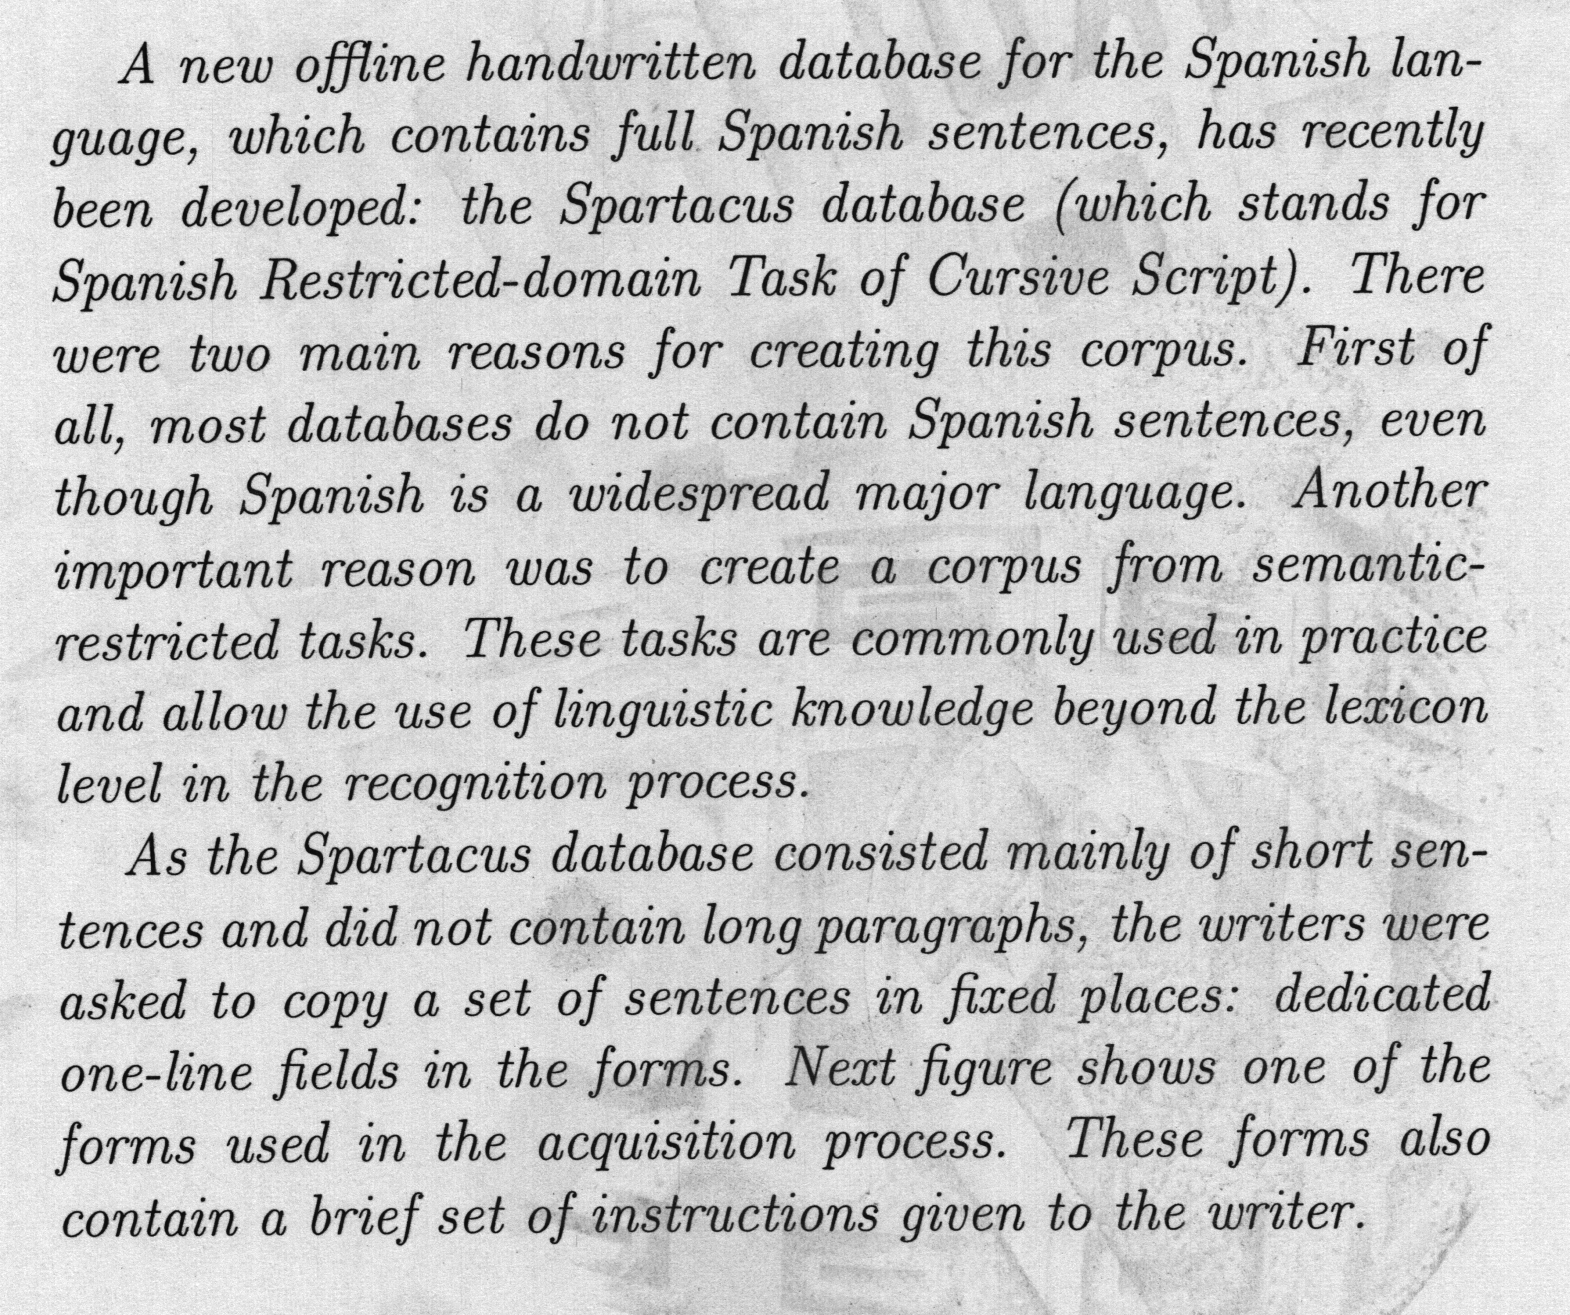 A new offline handwritten database for the Spanish lan-
guage, which contains full Spanish sentences, has recently
been developed: the Spartacus database (which stands for
Spanish Restricted-domain Task of Cursive Script). There
were two main reasons for creating this corpus. First of
all, most databases do not contain Spanish sentences, even
though Spanish is a widespread major language. Another
important reason was to create a corpus from semantic-
restricted tasks. These tasks are commonly used in practice
and allow the use of linguistic knowledge beyond the lexicon
level in the recognition process.
As the Spartacus database consisted mainly of short sen-
tences and did not contain long paragraphs, the writers were
asked to copy a set of sentences in fixed places: dedicated
one-line fields in the forms. Next figure shows one of the
forms used in the acquisition process. These forms also
contain a brief set of instructions given to the writer.